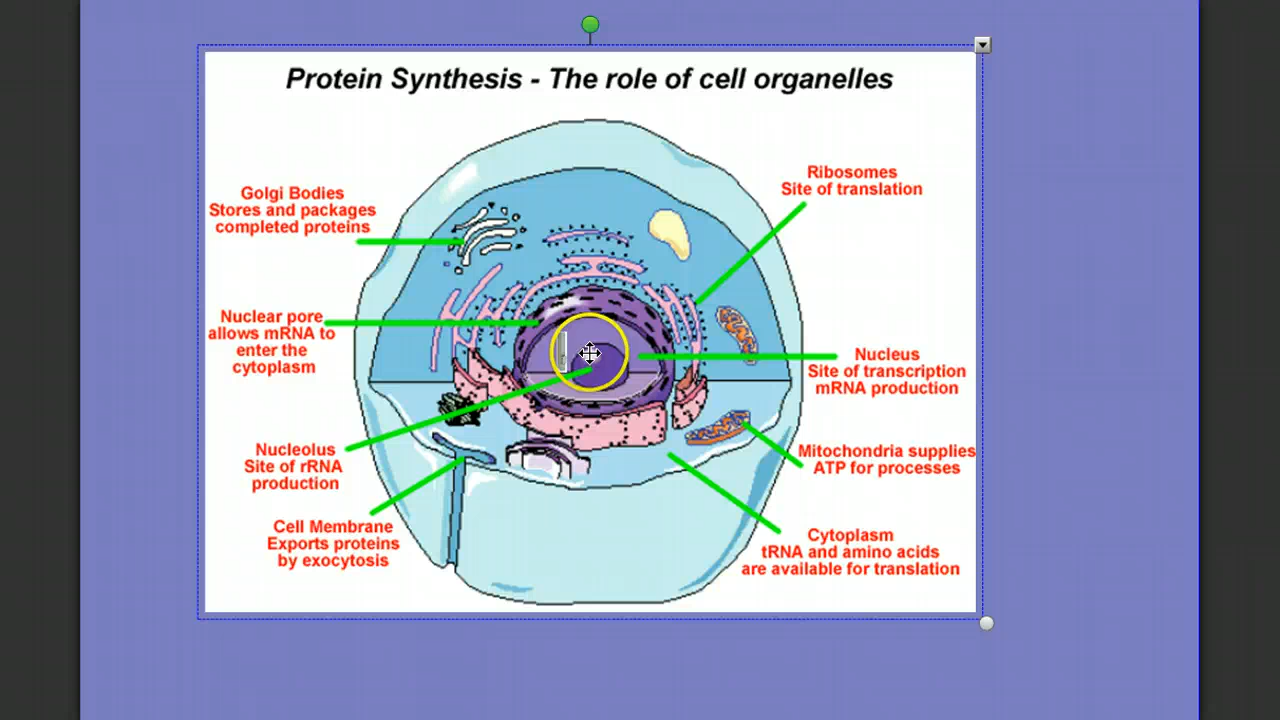 Protein Synthesis - The role of cell organelles
Golgi Bodies
Stores and packages
completed proteins
Nuclear pore
allows mRNA to
enter the
cytoplasm
Nucleolus
Site of rRNA
production
Cell Membrane
Exports proteins
by exocytosis
Ribosomes
Site of translation
Nucleus
Site of transcription
mRNA production
Mitochondria supplies
ATP for processes
Cytoplasm
tRNA and amino acids
are available for translation